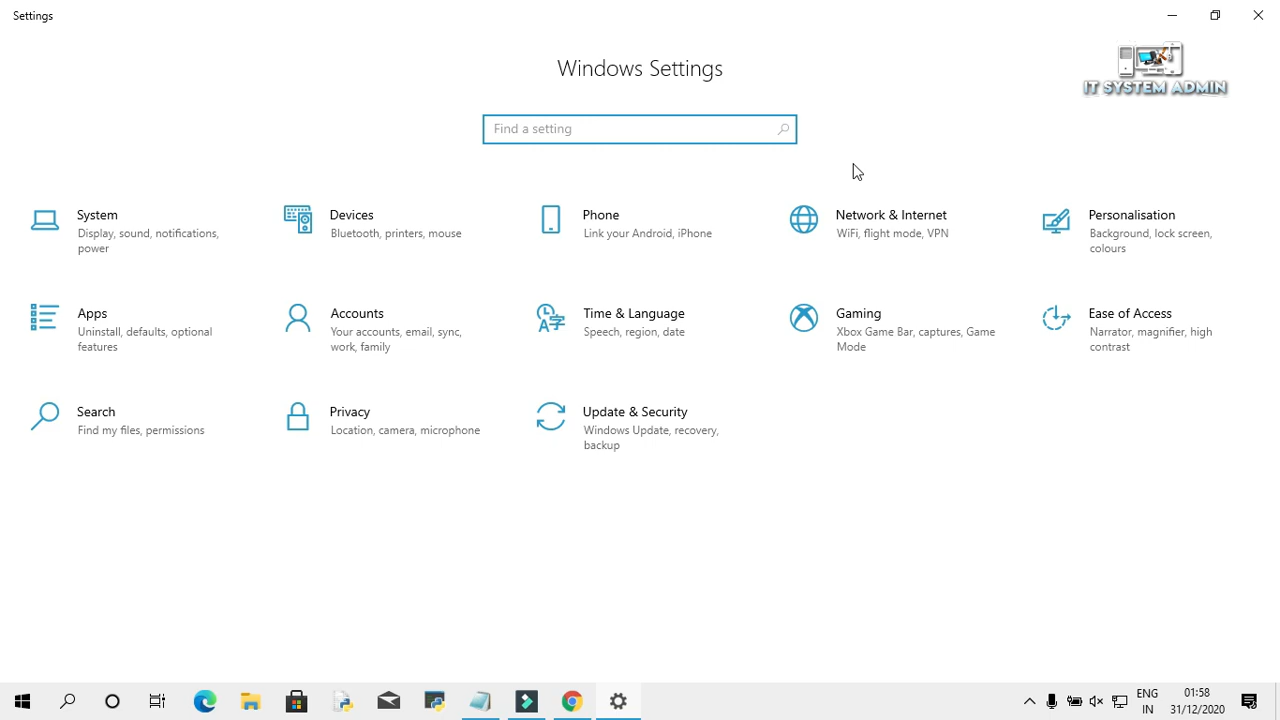 Settings
Windows Settings
IT SYSTEM ADMIN
Find a setting
System
Display, sound, notifications,
power
Devices
Bluetooth, printers, mouse
Phone
Link your Android, iPhone
Network & Internet
WiFi, flight mode, VPN
Personalisation
Background, lock screen,
colours
Apps
Uninstall, defaults, optional
features
Accounts
Your accounts, email, sync,
work, family
Time & Language
Speech, region, date
Gaming
Xbox Game Bar, captures, Game
Mode
Ease of Access
Narrator, magnifier, high
contrast
Search
Find my files, permissions
Privacy
Location, camera, microphone
Update & Security
Windows Update, recovery,
backup
ENG
IN
01:58
31/12/2020